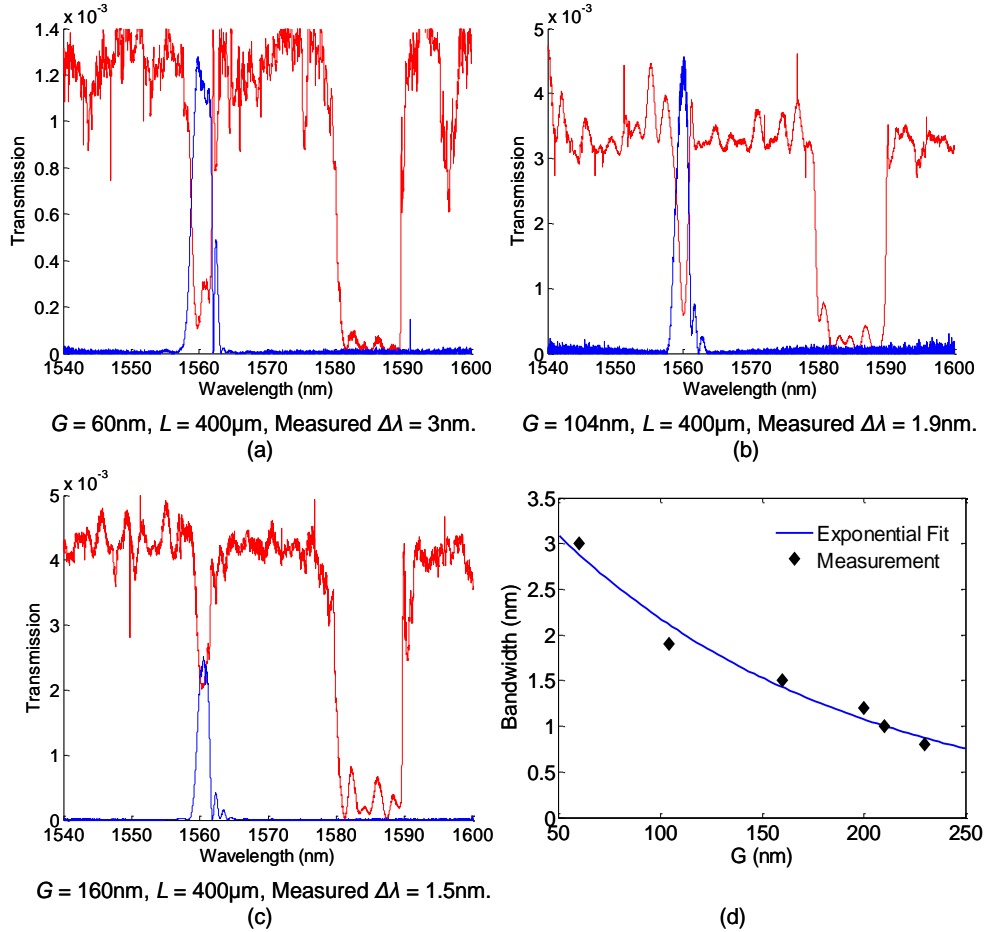 x 10⁻³
1.4
1.2
1
0.8
0.6
0.4
0.2
0
Transmission
1540 1550 1560 1570 1580 1590 1600
Wavelength (nm)
G = 60nm, L = 400µm, Measured Δλ = 3nm.
(a)
x 10⁻³
5
4
3
2
1
0
Transmission
1540 1550 1560 1570 1580 1590 1600
Wavelength (nm)
G = 104nm, L = 400µm, Measured Δλ = 1.9nm.
(b)
x 10⁻³
5
4
3
2
1
0
Transmission
1540 1550 1560 1570 1580 1590 1600
Wavelength (nm)
G = 160nm, L = 400µm, Measured Δλ = 1.5nm.
(c)
3.5
3
2.5
2
1.5
1
0.5
0
Bandwidth (nm)
Exponential Fit
Measurement
50 100 150 200 250
G (nm)
(d)